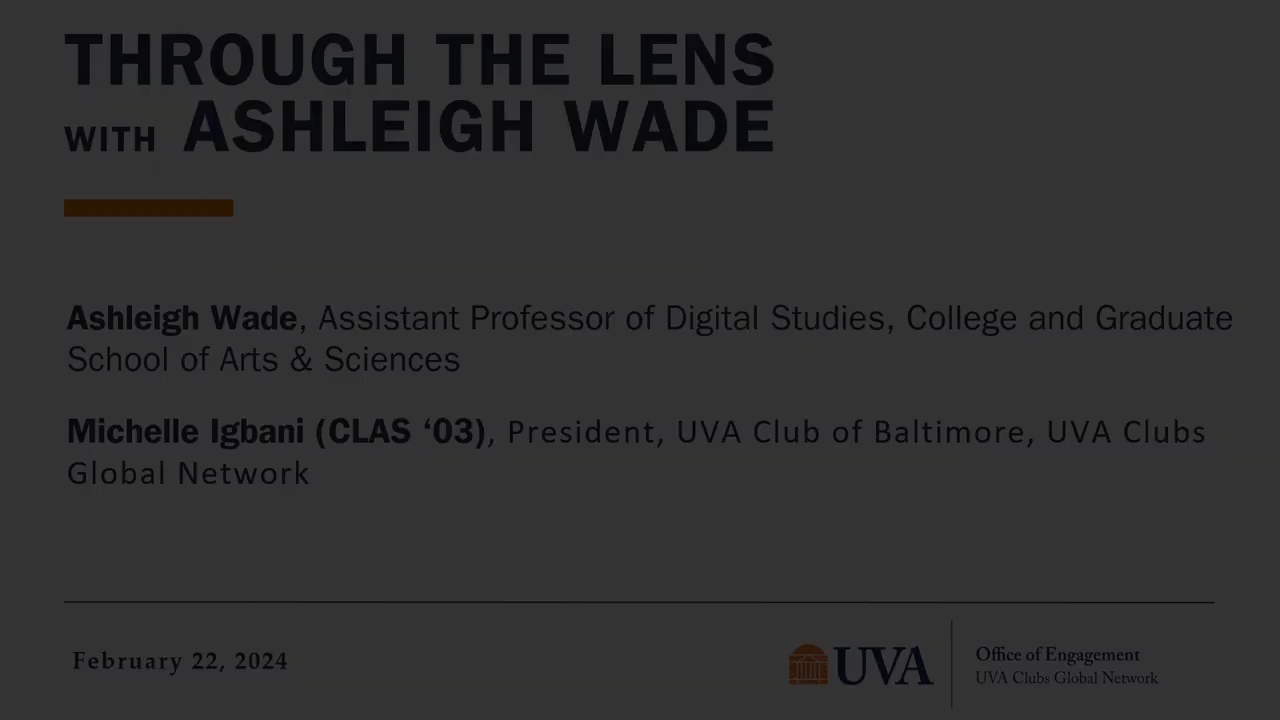 THROUGH THE LENS
WITH ASHLEIGH WADE
Ashleigh Wade, Assistant Professor of Digital Studies, College and Graduate
School of Arts & Sciences
Michelle Igbani (CLAS ‘03), President, UVA Club of Baltimore, UVA Clubs
Global Network
February 22, 2024
UVA
Office of Engagement
UVA Clubs Global Network